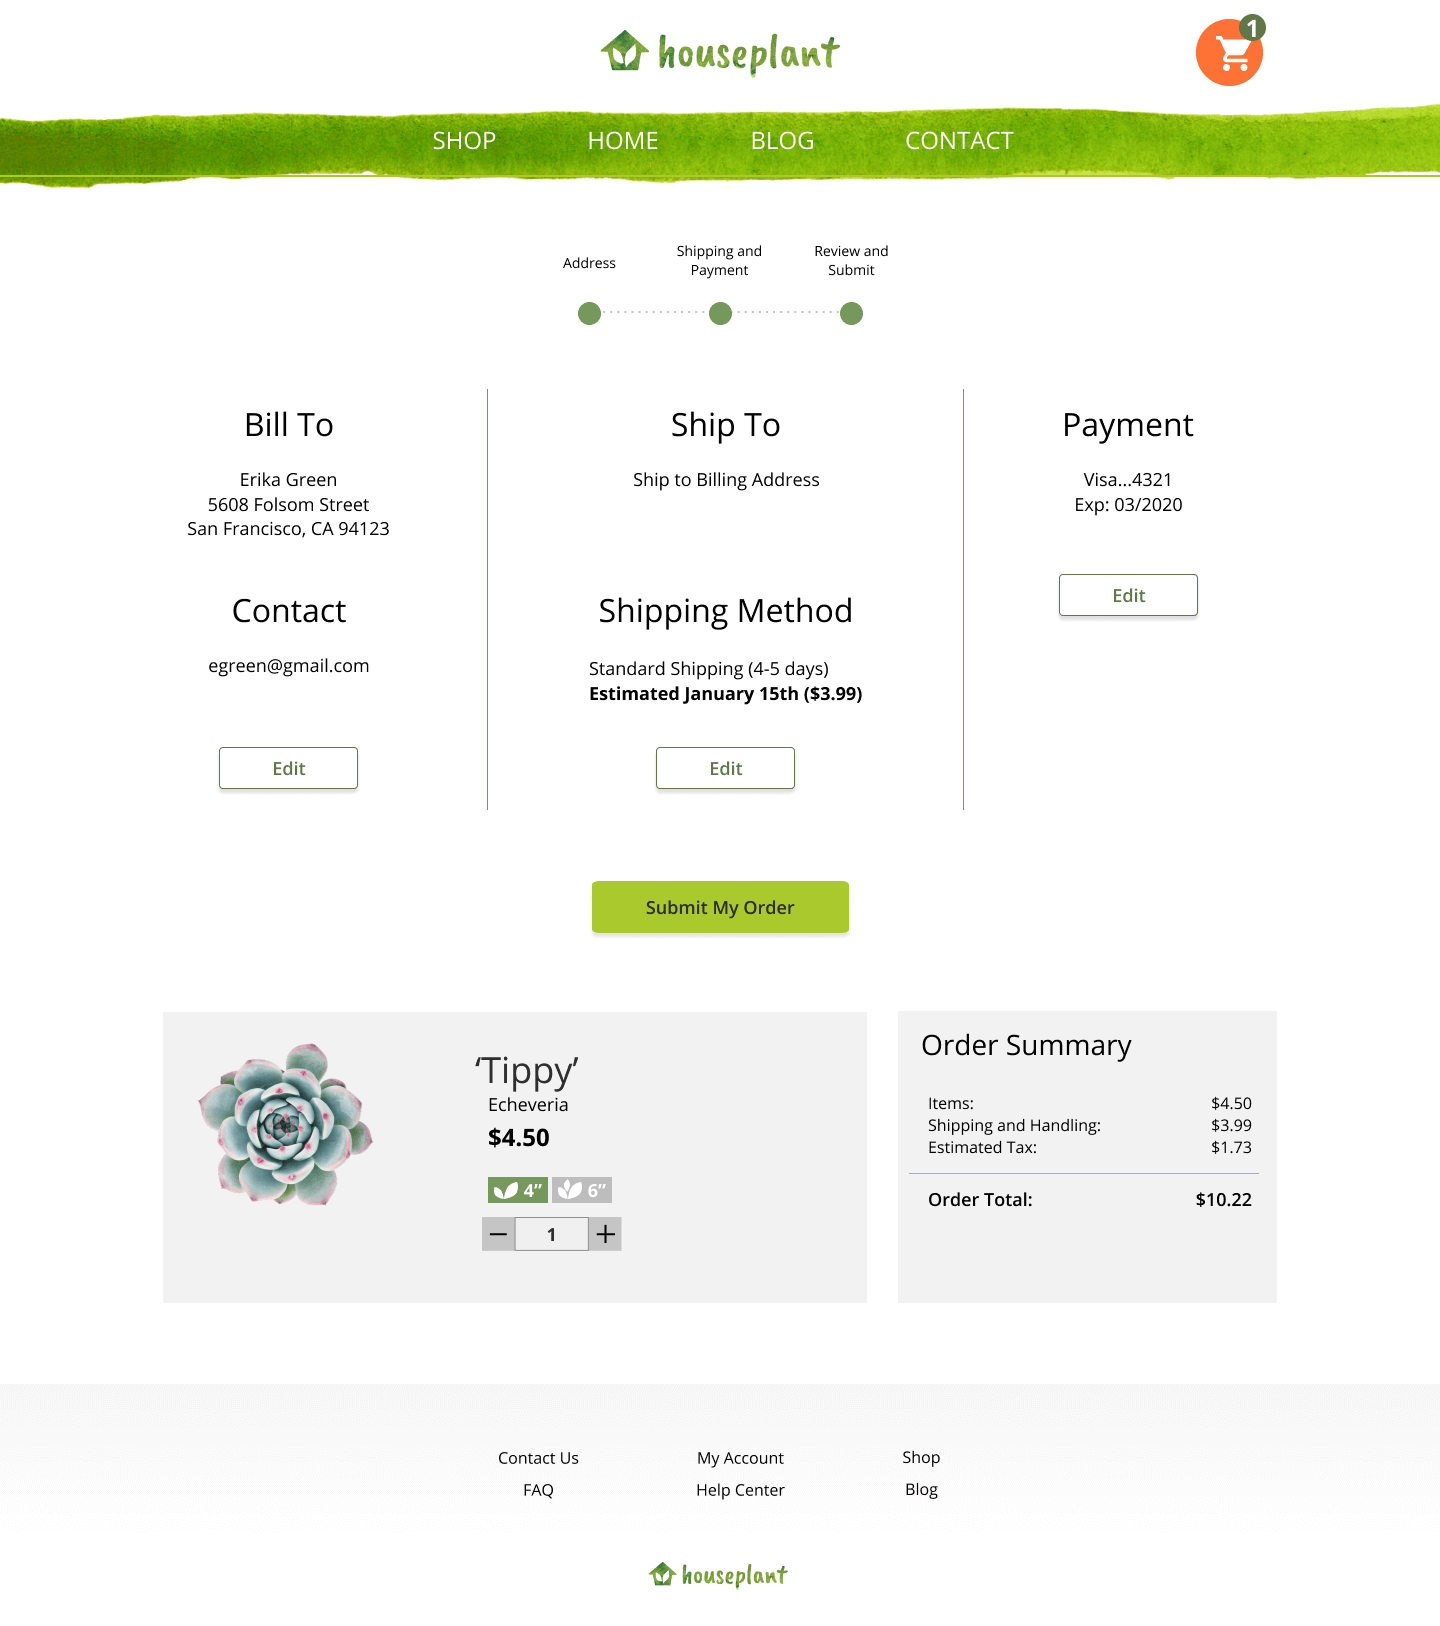 houseplant
1
SHOP HOME BLOG CONTACT
Address
Shipping and
Payment
Review and
Submit
Bill To
Erika Green
5608 Folsom Street
San Francisco, CA 94123
Contact
egreen@gmail.com
Edit
Ship To
Ship to Billing Address
Shipping Method
Standard Shipping (4-5 days)
Estimated January 15th ($3.99)
Edit
Payment
Visa...4321
Exp: 03/2020
Edit
Submit My Order
‘Tippy’
Echeveria
$4.50
4” 6”
1
Order Summary
Items: $4.50
Shipping and Handling: $3.99
Estimated Tax: $1.73
Order Total: $10.22
Contact Us My Account Shop
FAQ Help Center Blog
houseplant